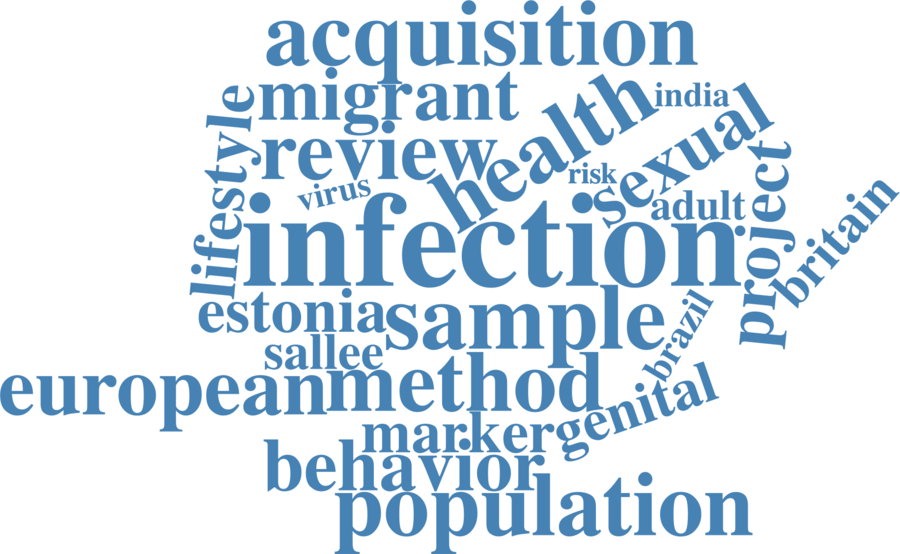 acquisition
migrant
health
india
lifestyle
review
sexual
risk
virus
adult
project
infection
britain
estonia
sample
brazil
sallee
european
method
genital
marker
behavior
population